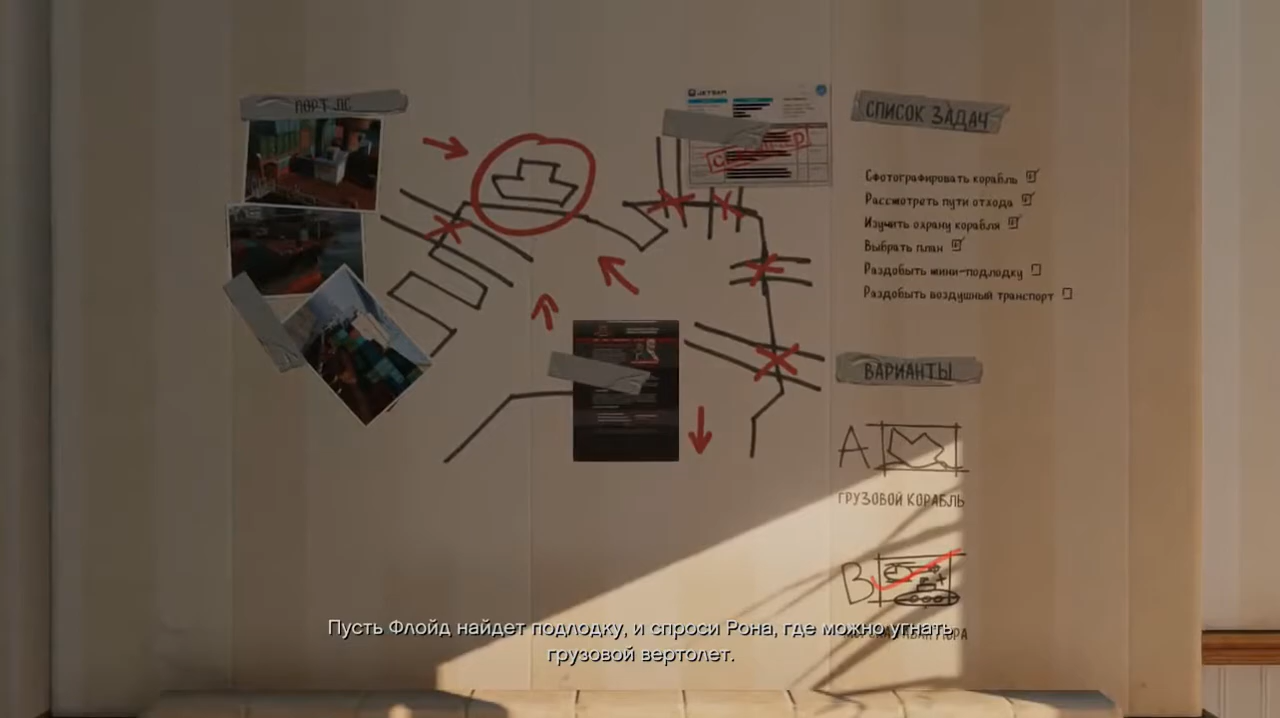 ПОРТ ЛС
JETSAM
СПИСОК ЗАДАЧ
Сфотографировать корабль
Рассмотреть пути отхода
Изучить охрану корабля
Выбрать план
Раздобыть мини-подлодку
Раздобыть воздушный транспорт
ВАРИАНТЫ
А
ГРУЗОВОЙ КОРАБЛЬ
В
Пусть Флойд найдет подлодку, и спроси Рона, где можно угнать
грузовой вертолет.